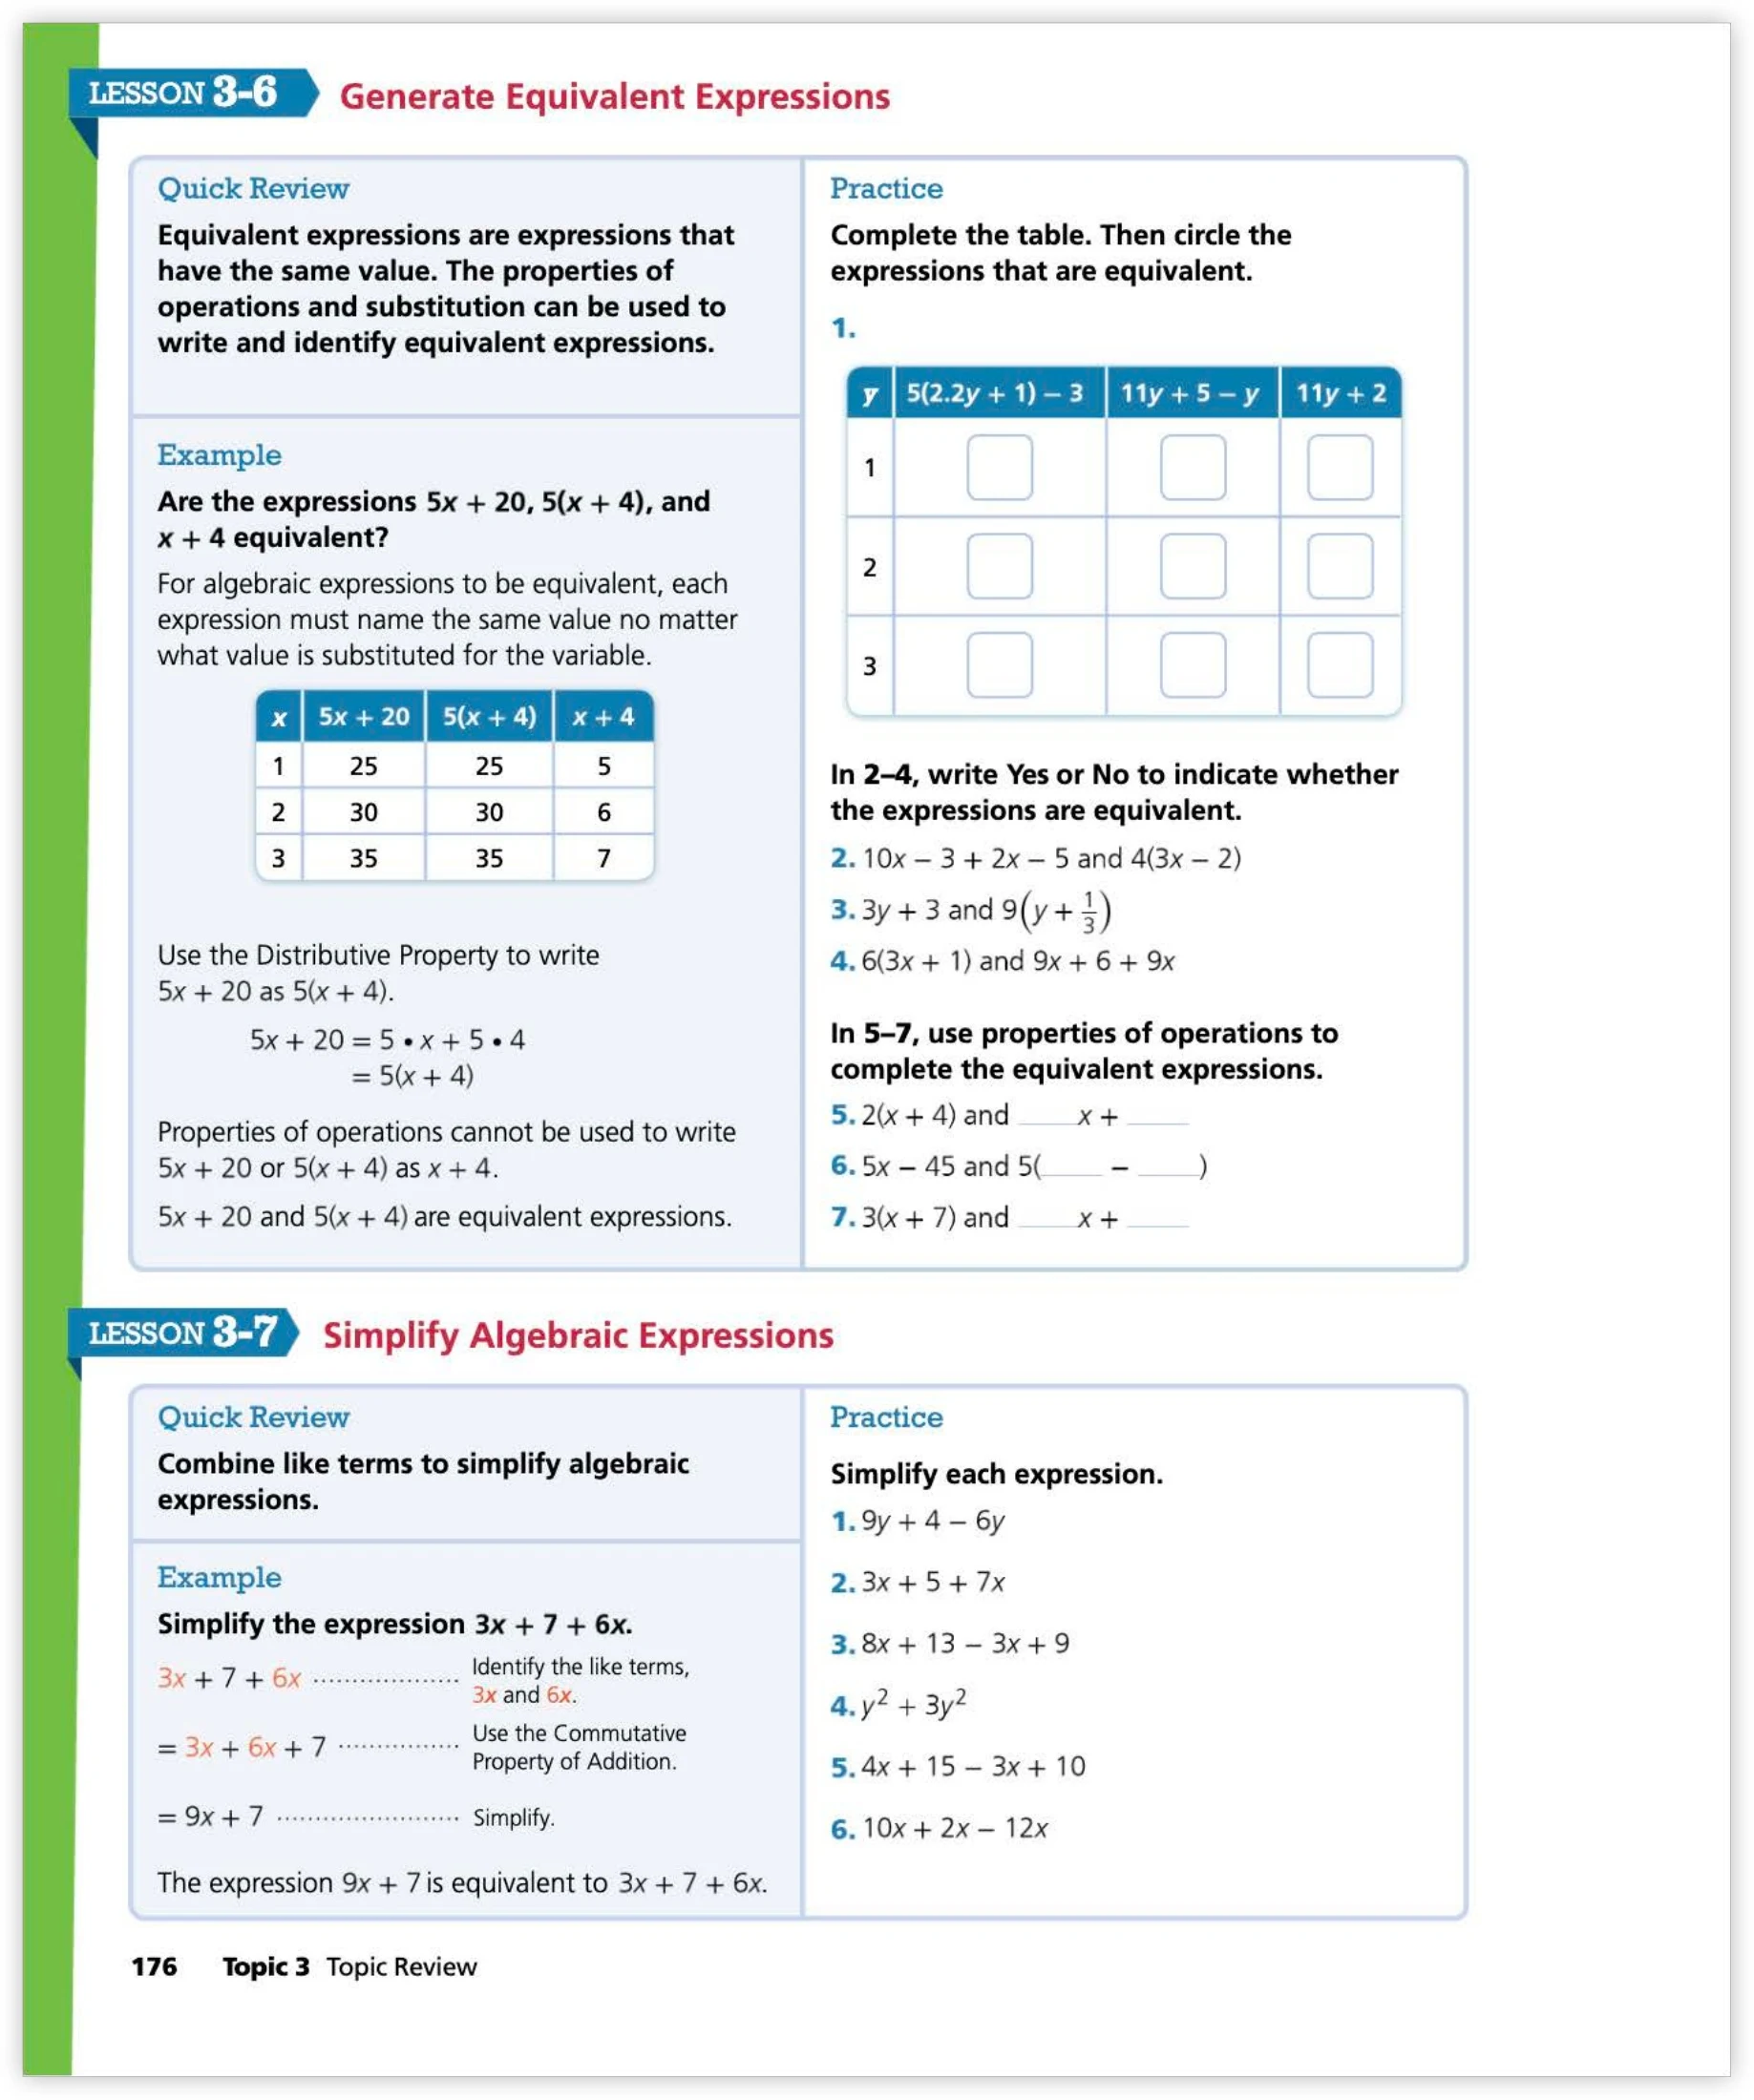 LESSON 3-6 Generate Equivalent Expressions
Quick Review
Equivalent expressions are expressions that
have the same value. The properties of
operations and substitution can be used to
write and identify equivalent expressions.
Example
Are the expressions 5x + 20, 5(x + 4), and
x + 4 equivalent?
For algebraic expressions to be equivalent, each
expression must name the same value no matter
what value is substituted for the variable.
x 5x + 20 5(x + 4) x + 4
1 25 25 5
2 30 30 6
3 35 35 7
Use the Distributive Property to write
5x + 20 as 5(x + 4).
5x + 20 = 5 • x + 5 • 4
= 5(x + 4)
Properties of operations cannot be used to write
5x + 20 or 5(x + 4) as x + 4.
5x + 20 and 5(x + 4) are equivalent expressions.
Practice
Complete the table. Then circle the
expressions that are equivalent.
1.
y 5(2.2y + 1) – 3 11y + 5 – y 11y + 2
1
2
3
In 2–4, write Yes or No to indicate whether
the expressions are equivalent.
2. 10x – 3 + 2x – 5 and 4(3x – 2)
3. 3y + 3 and 9(y + 1/3)
4. 6(3x + 1) and 9x + 6 + 9x
In 5–7, use properties of operations to
complete the equivalent expressions.
5. 2(x + 4) and ____x + ____
6. 5x – 45 and 5(____ – ____)
7. 3(x + 7) and ____x + ____
LESSON 3-7 Simplify Algebraic Expressions
Quick Review
Combine like terms to simplify algebraic
expressions.
Example
Simplify the expression 3x + 7 + 6x.
3x + 7 + 6x ................... Identify the like terms,
3x and 6x.
= 3x + 6x + 7 ................ Use the Commutative
Property of Addition.
= 9x + 7 ........................ Simplify.
The expression 9x + 7 is equivalent to 3x + 7 + 6x.
Practice
Simplify each expression.
1. 9y + 4 – 6y
2. 3x + 5 + 7x
3. 8x + 13 – 3x + 9
4. y² + 3y²
5. 4x + 15 – 3x + 10
6. 10x + 2x – 12x
176 Topic 3 Topic Review